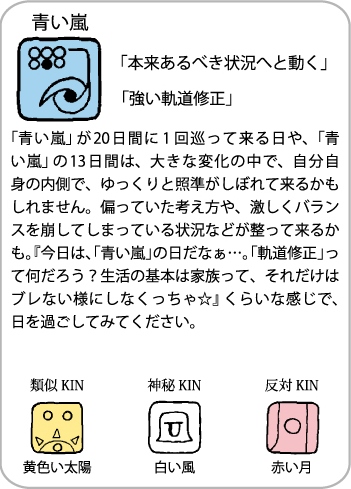 青い嵐
「本来あるべき状況へと動く」
「強い軌道修正」
「青い嵐」が20日間に１回巡って来る日や、「青
い嵐」の13日間は、大きな変化の中で、自分自
身の内側で、ゆっくりと照準がしぼれて来るかも
しれません。偏っていた考え方や、激しくバラン
スを崩してしまっている状況などが整って来るか
も。『今日は、「青い嵐」の日だなぁ…。「軌道修正」っ
て何だろう？生活の基本は家族って、それだけは
ブレない様にしなくっちゃ☆』くらいな感じで、
日を過ごしてみてください。
類似 KIN
神秘 KIN
反対 KIN
黄色い太陽
白い風
赤い月